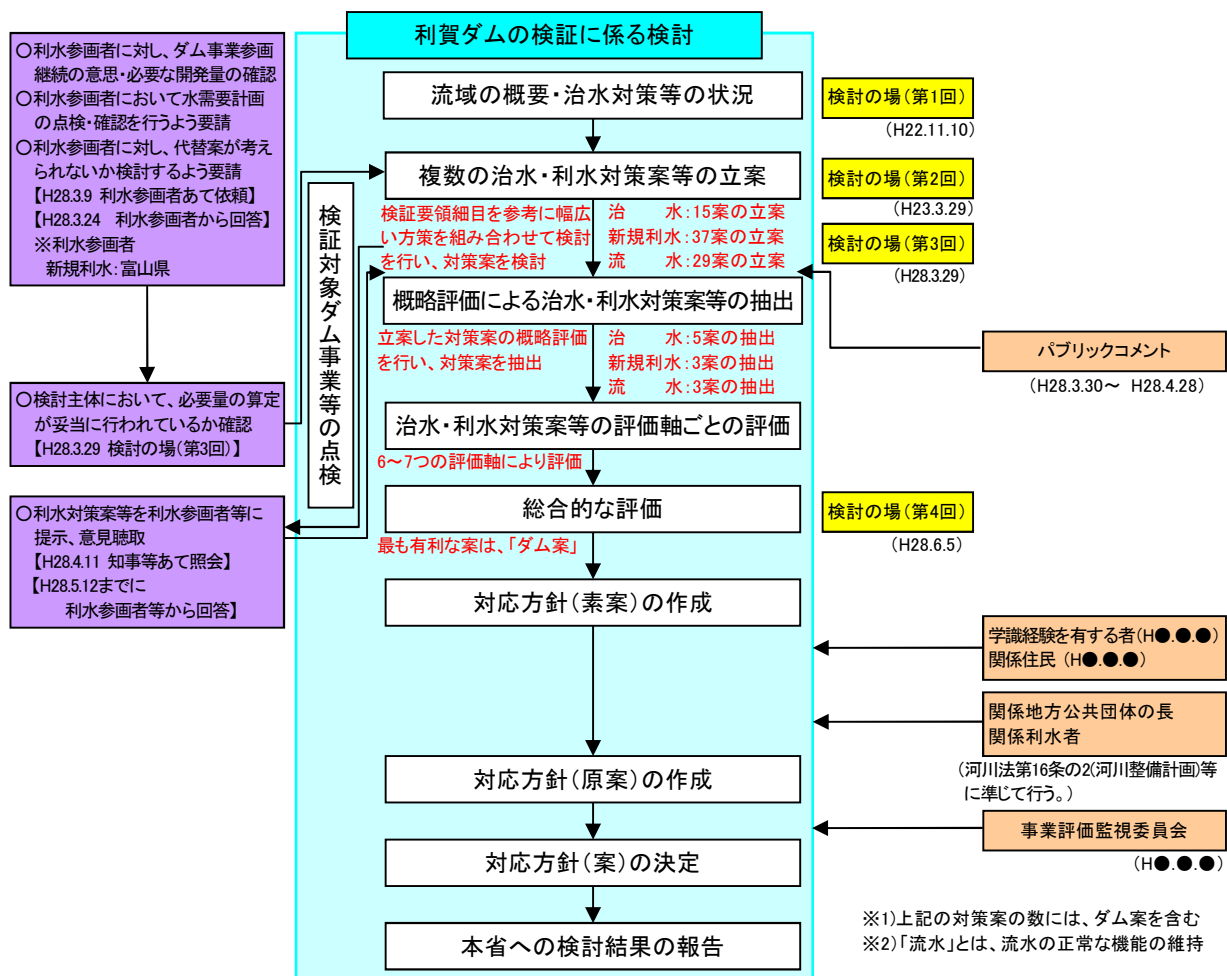 利賀ダムの検証に係る検討
○利水参画者に対し、ダム事業参画
継続の意思・必要な開発量の確認
○利水参画者において水需要計画
の点検・確認を行うよう要請
○利水参画者に対し、代替案が考え
られないか検討するよう要請
【H28.3.9 利水参画者あて依頼】
【H28.3.24 利水参画者から回答】
※利水参画者
新規利水：富山県
○検討主体において、必要量の算定
が妥当に行われているか確認
【H28.3.29 検討の場(第3回)】
○利水対策案等を利水参画者等に
提示、意見聴取
【H28.4.11 知事等あて照会】
【H28.5.12までに
利水参画者等から回答】
検証対象ダム事業等の点検
流域の概要・治水対策等の状況
複数の治水・利水対策案等の立案
検証要領細目を参考に幅広
い方策を組み合わせて検討
を行い、対策案を検討
治　　水：15案の立案
新規利水：37案の立案
流　　水：29案の立案
概略評価による治水・利水対策案等の抽出
立案した対策案の概略評価
を行い、対策案を抽出
治　　水：5案の抽出
新規利水：3案の抽出
流　　水：3案の抽出
治水・利水対策案等の評価軸ごとの評価
6～7つの評価軸により評価
総合的な評価
最も有利な案は、「ダム案」
対応方針(素案)の作成
対応方針(原案)の作成
対応方針(案)の決定
本省への検討結果の報告
検討の場(第1回)
(H22.11.10)
検討の場(第2回)
(H23.3.29)
検討の場(第3回)
(H28.3.29)
パブリックコメント
(H28.3.30～ H28.4.28)
検討の場(第4回)
(H28.6.5)
学識経験を有する者(H●.●.●)
関係住民 (H●.●.●)
関係地方公共団体の長
関係利水者
(河川法第16条の2(河川整備計画)等
に準じて行う。)
事業評価監視委員会
(H●.●.●)
※1)上記の対策案の数には、ダム案を含む
※2)「流水」とは、流水の正常な機能の維持